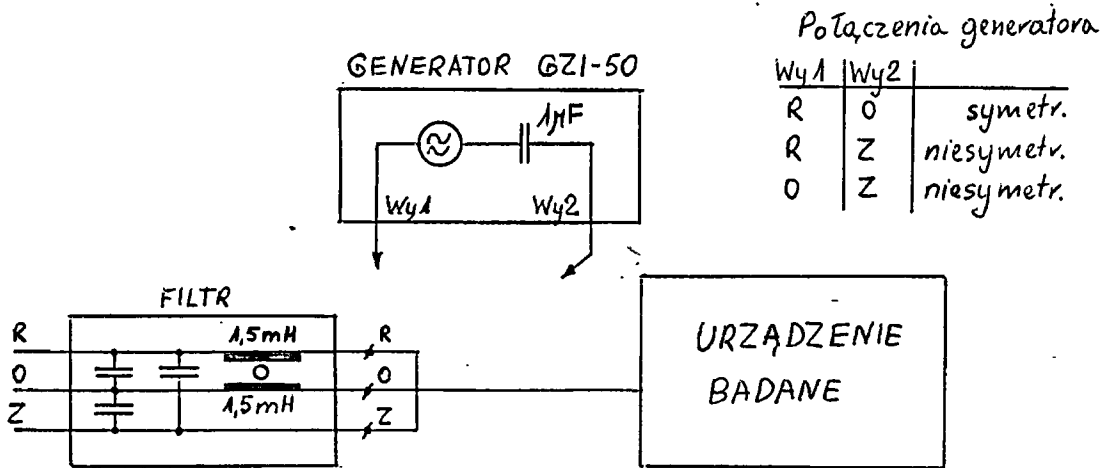 Połączenia generatora
GENERATOR GZI-50
Wy1 Wy2
R O symetr.
R Z niesymetr.
O Z niesymetr.
1μF
Wy1 Wy2
FILTR
R 1,5mH R
O O
1,5mH
Z Z
URZĄDZENIE
BADANE